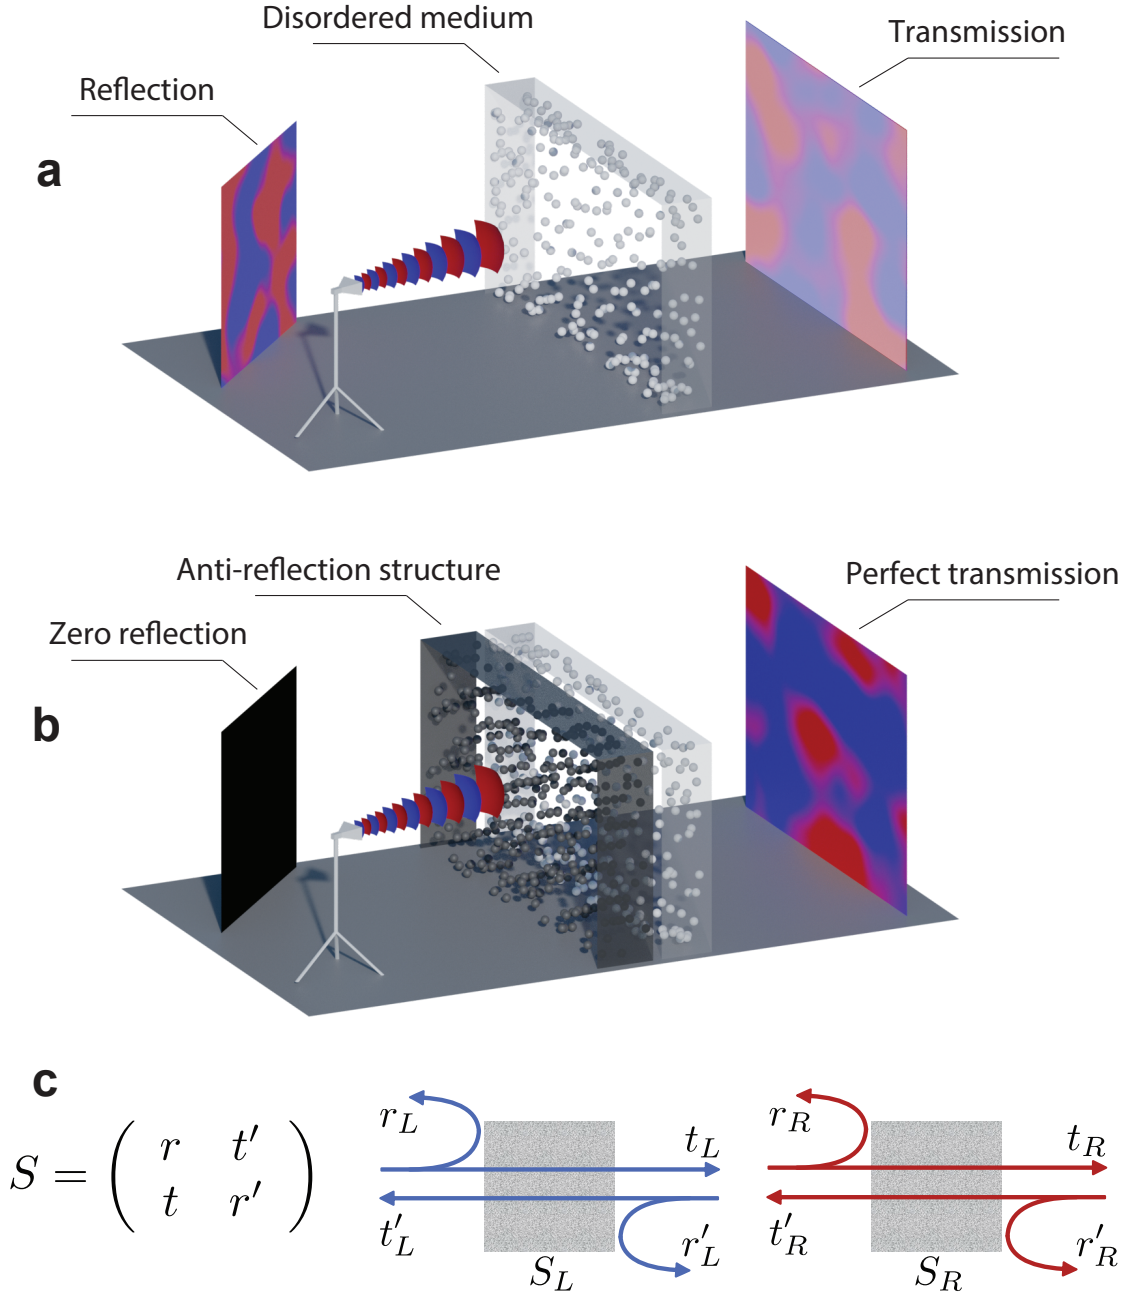 Disordered medium
Transmission
Reflection
a
Anti-reflection structure
Perfect transmission
Zero reflection
b
c
S = ( r t′
t r′ )
r_L
t_L
t′_L
r′_L
S_L
r_R
t_R
t′_R
r′_R
S_R